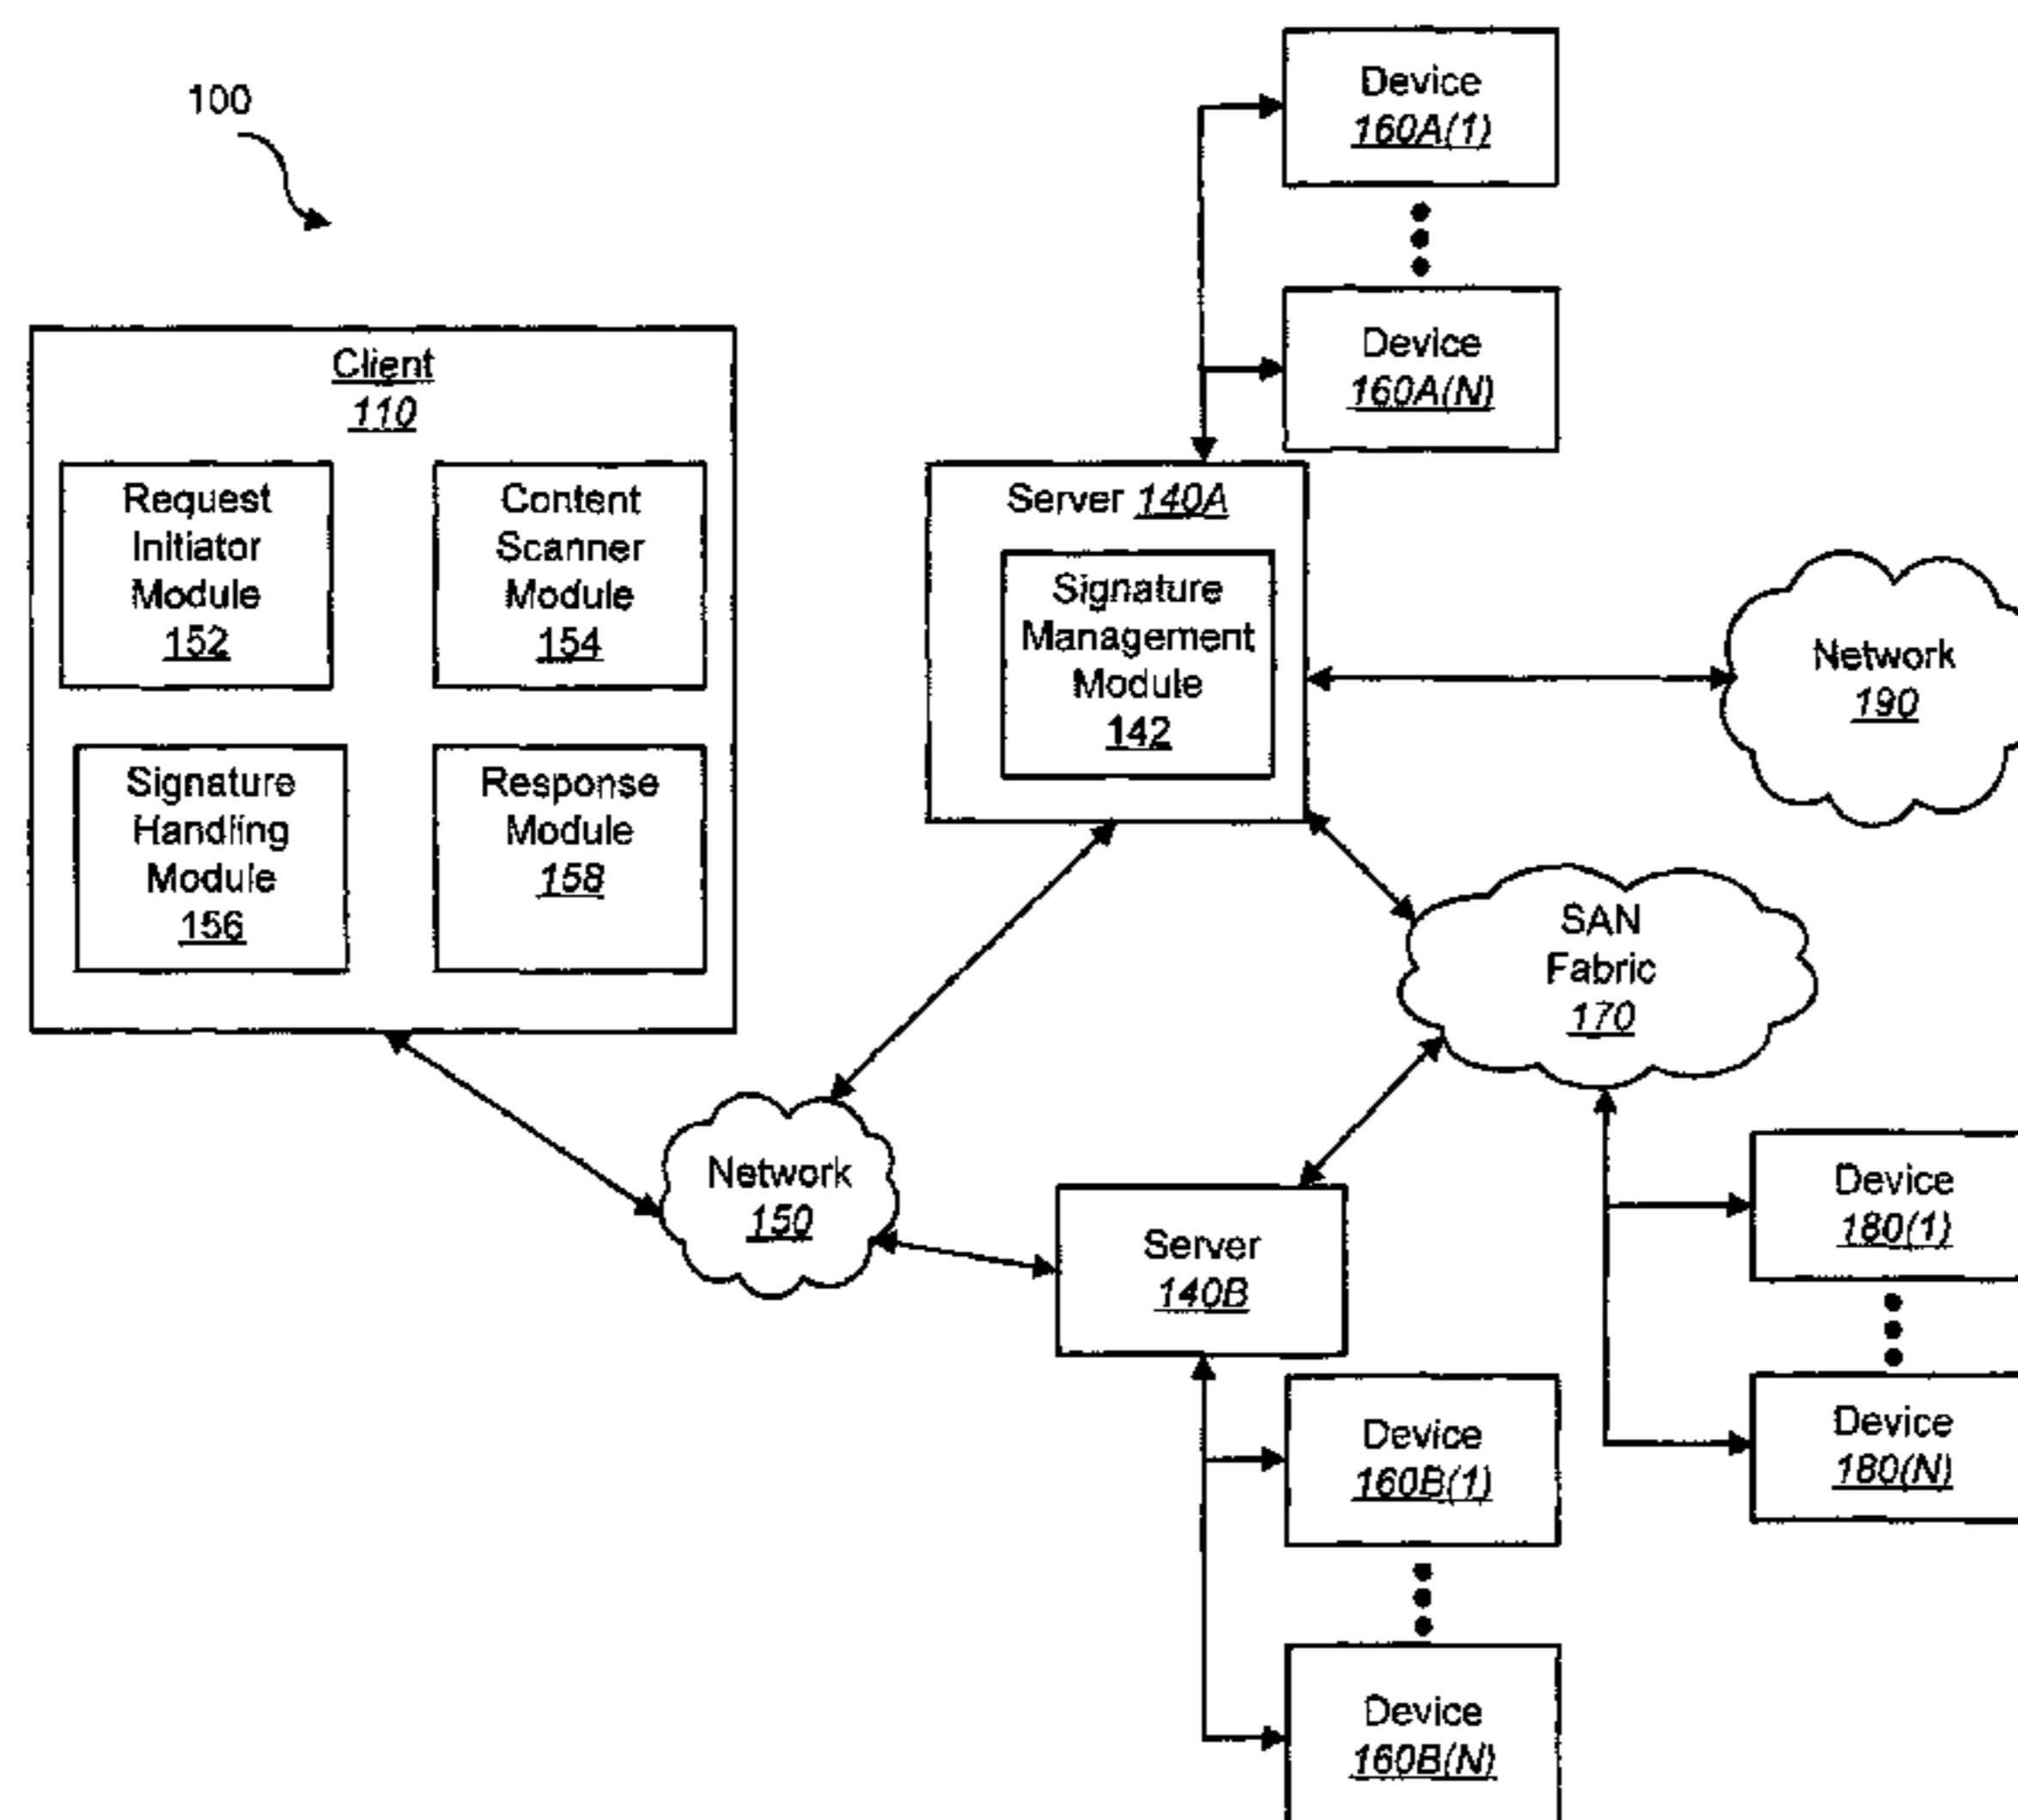 100
Device
160A(1)
Device
160A(N)
Client
110
Request
Initiator
Module
152
Content
Scanner
Module
154
Signature
Handling
Module
156
Response
Module
158
Server 140A
Signature
Management
Module
142
Network
190
SAN
Fabric
170
Network
150
Server
140B
Device
180(1)
Device
180(N)
Device
160B(1)
Device
160B(N)